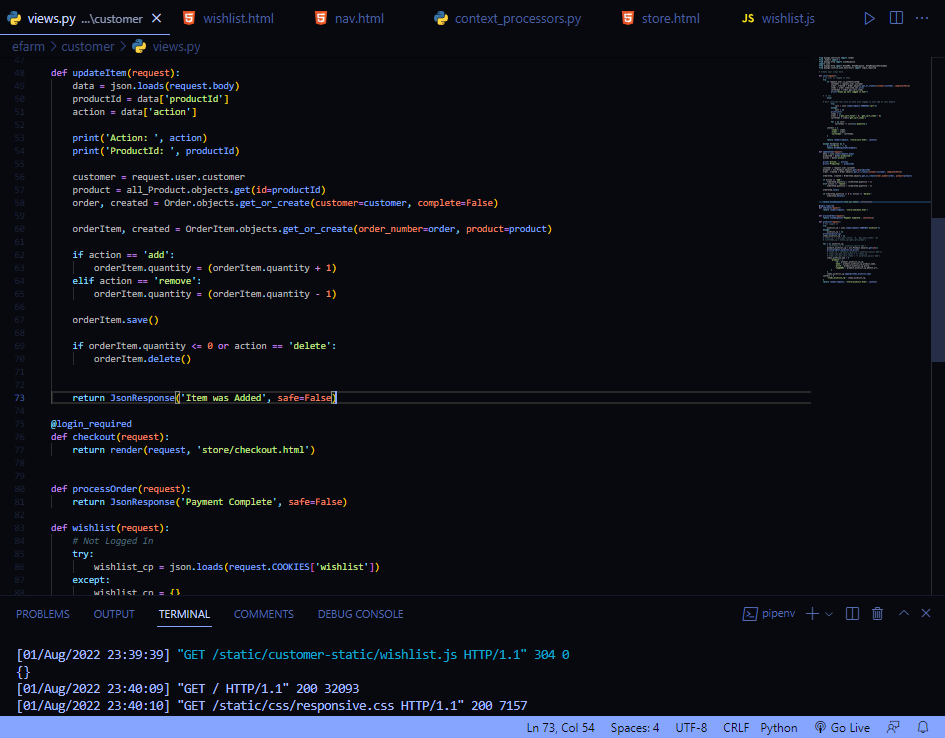 views.py ...\customer
wishlist.html
nav.html
context_processors.py
store.html
JS wishlist.js
efarm > customer > views.py
47
48 def updateItem(request):
49 data = json.loads(request.body)
50 productId = data['productId']
51 action = data['action']
52
53 print('Action: ', action)
54 print('ProductId: ', productId)
55
56 customer = request.user.customer
57 product = all_Product.objects.get(id=productId)
58 order, created = Order.objects.get_or_create(customer=customer, complete=False)
59
60 orderItem, created = OrderItem.objects.get_or_create(order_number=order, product=product)
61
62 if action == 'add':
63 orderItem.quantity = (orderItem.quantity + 1)
64 elif action == 'remove':
65 orderItem.quantity = (orderItem.quantity - 1)
66
67 orderItem.save()
68
69 if orderItem.quantity <= 0 or action == 'delete':
70 orderItem.delete()
71
72
73 return JsonResponse('Item was Added', safe=False)
74
75 @login_required
76 def checkout(request):
77 return render(request, 'store/checkout.html')
78
79
80 def processOrder(request):
81 return JsonResponse('Payment Complete', safe=False)
82
83 def wishlist(request):
84 # Not Logged In
85 try:
86 wishlist_cp = json.loads(request.COOKIES['wishlist'])
87 except:
88 wishlist_cp = {}
PROBLEMS OUTPUT TERMINAL COMMENTS DEBUG CONSOLE
pipenv
[01/Aug/2022 23:39:39] "GET /static/customer-static/wishlist.js HTTP/1.1" 304 0
{}
[01/Aug/2022 23:40:09] "GET / HTTP/1.1" 200 32093
[01/Aug/2022 23:40:10] "GET /static/css/responsive.css HTTP/1.1" 200 7157
Ln 73, Col 54 Spaces: 4 UTF-8 CRLF Python Go Live